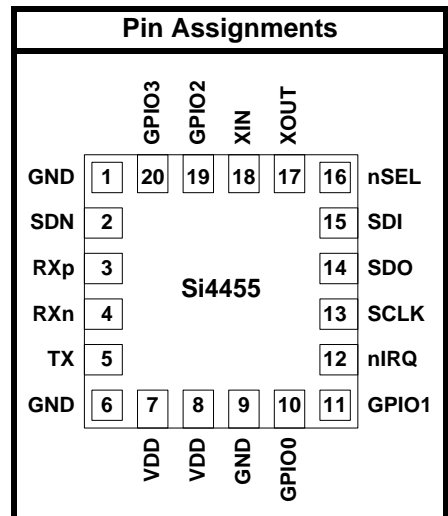 Pin Assignments
GPIO3 GPIO2 XIN XOUT
GND 1 20 19 18 17 16 nSEL
SDN 2 15 SDI
RXp 3 14 SDO
Si4455
RXn 4 13 SCLK
TX 5 12 nIRQ
GND 6 7 8 9 10 11 GPIO1
VDD VDD GND GPIO0